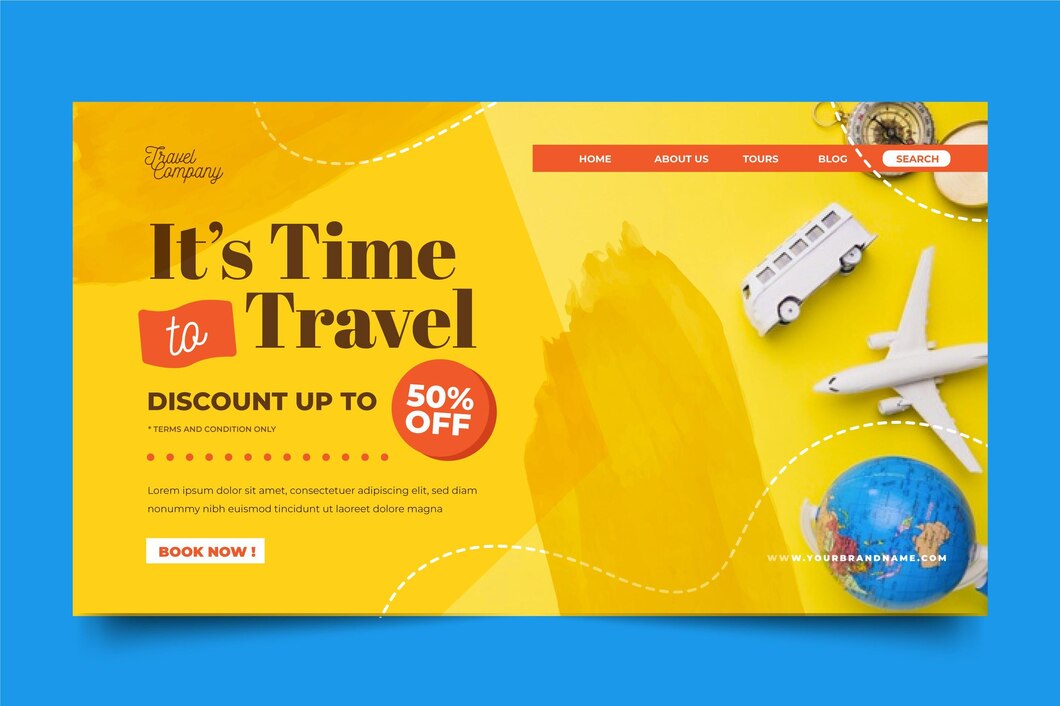 Travel
Company
HOME ABOUT US TOURS BLOG SEARCH
It's Time
to Travel
DISCOUNT UP TO
50%
OFF
* TERMS AND CONDITION ONLY
Lorem ipsum dolor sit amet, consectetuer adipiscing elit, sed diam
nonummy nibh euismod tincidunt ut laoreet dolore magna
BOOK NOW !
WWW.YOURBRANDNAME.COM